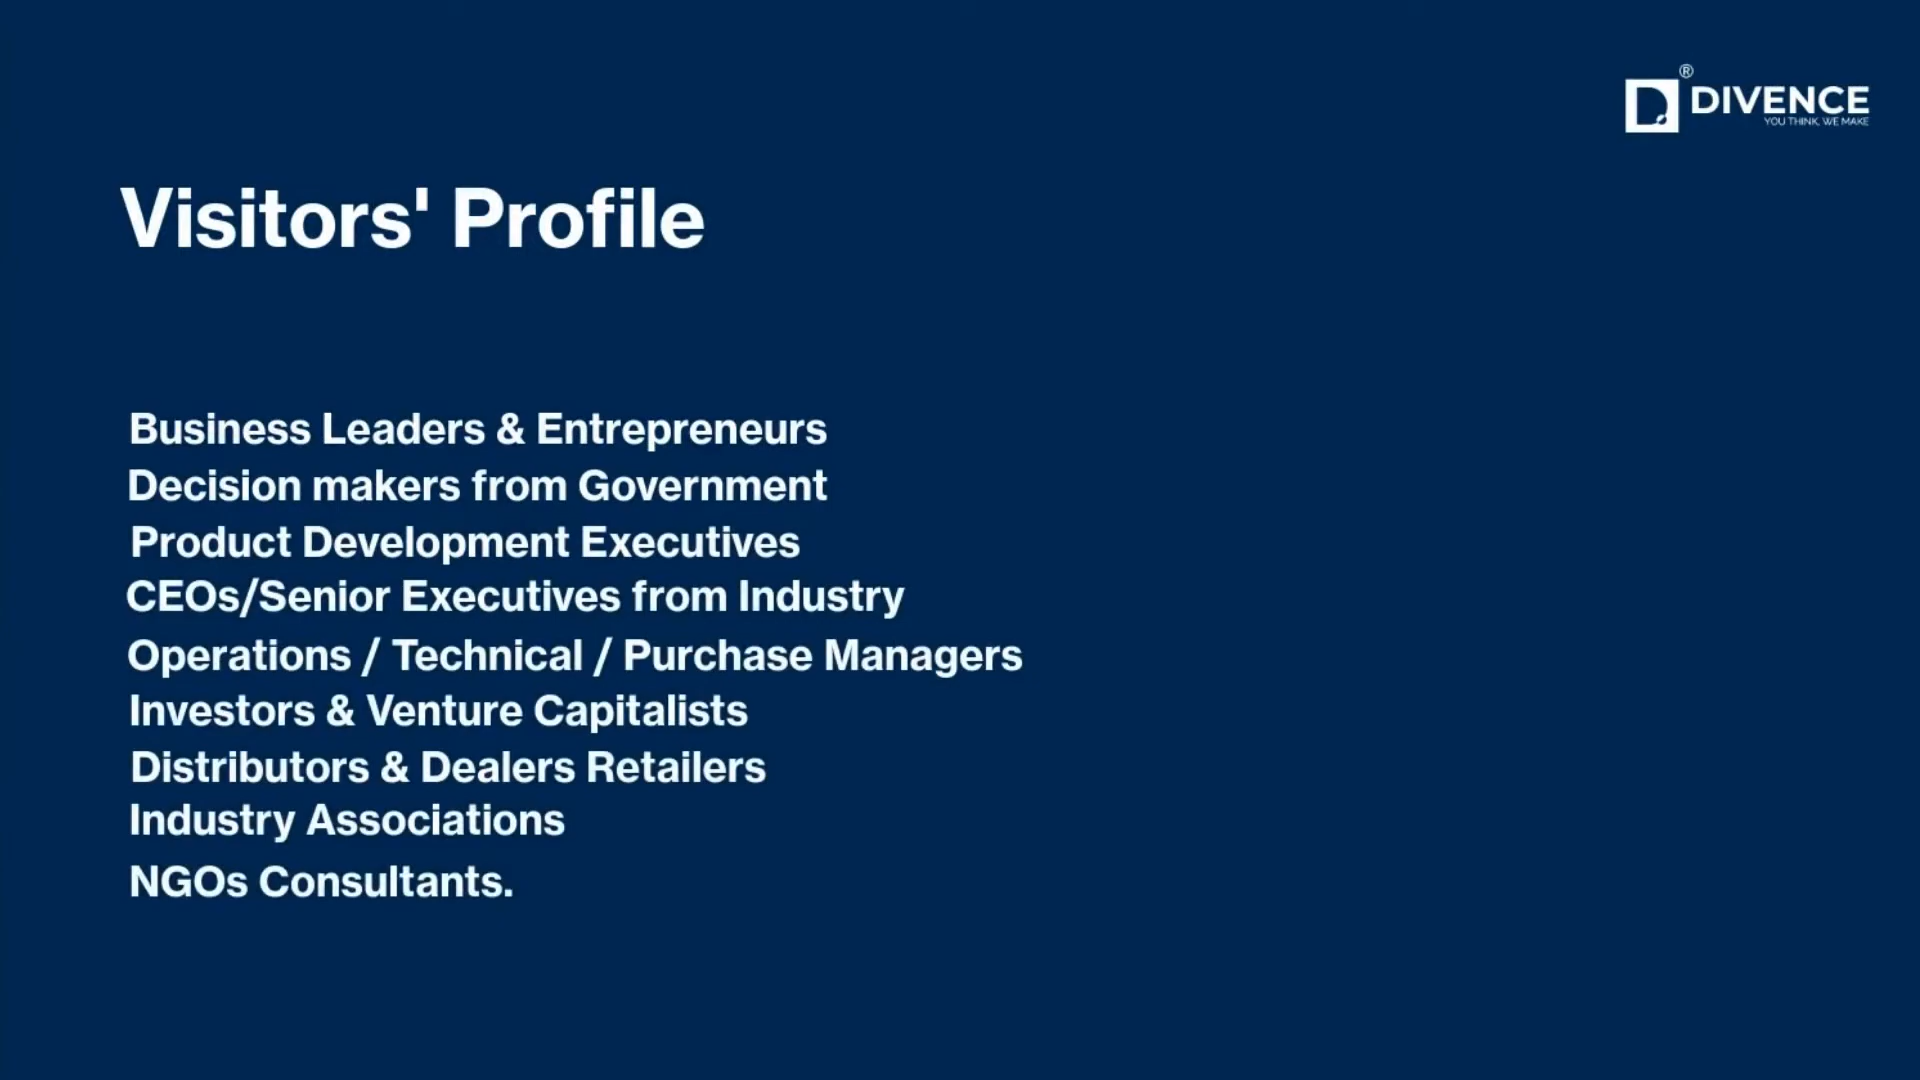 ®
DIVENCE
YOU THINK, WE MAKE
Visitors' Profile
Business Leaders & Entrepreneurs
Decision makers from Government
Product Development Executives
CEOs/Senior Executives from Industry
Operations / Technical / Purchase Managers
Investors & Venture Capitalists
Distributors & Dealers Retailers
Industry Associations
NGOs Consultants.